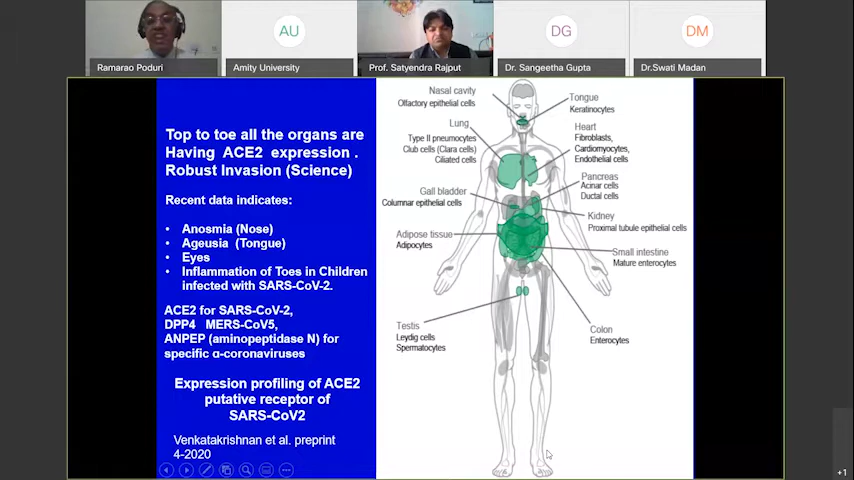 AU
DG
DM
Ramarao Poduri
Amity University
Prof. Satyendra Rajput
Dr. Sangeetha Gupta
Dr.Swati Madan
Top to toe all the organs are
Having ACE2 expression .
Robust Invasion (Science)
Recent data indicates:
• Anosmia (Nose)
• Ageusia (Tongue)
• Eyes
• Inflammation of Toes in Children
infected with SARS-CoV-2.
ACE2 for SARS-CoV-2,
DPP4 MERS-CoV5,
ANPEP (aminopeptidase N) for
specific α-coronaviruses
Expression profiling of ACE2
putative receptor of
SARS-CoV2
Venkatakrishnan et al. preprint
4-2020
Nasal cavity
Olfactory epithelial cells
Lung
Type II pneumocytes
Club cells (Clara cells)
Ciliated cells
Gall bladder
Columnar epithelial cells
Adipose tissue
Adipocytes
Testis
Leydig cells
Spermatocytes
Tongue
Keratinocytes
Heart
Fibroblasts,
Cardiomyocytes,
Endothelial cells
Pancreas
Acinar cells
Ductal cells
Kidney
Proximal tubule epithelial cells
Small intestine
Mature enterocytes
Colon
Enterocytes
+1